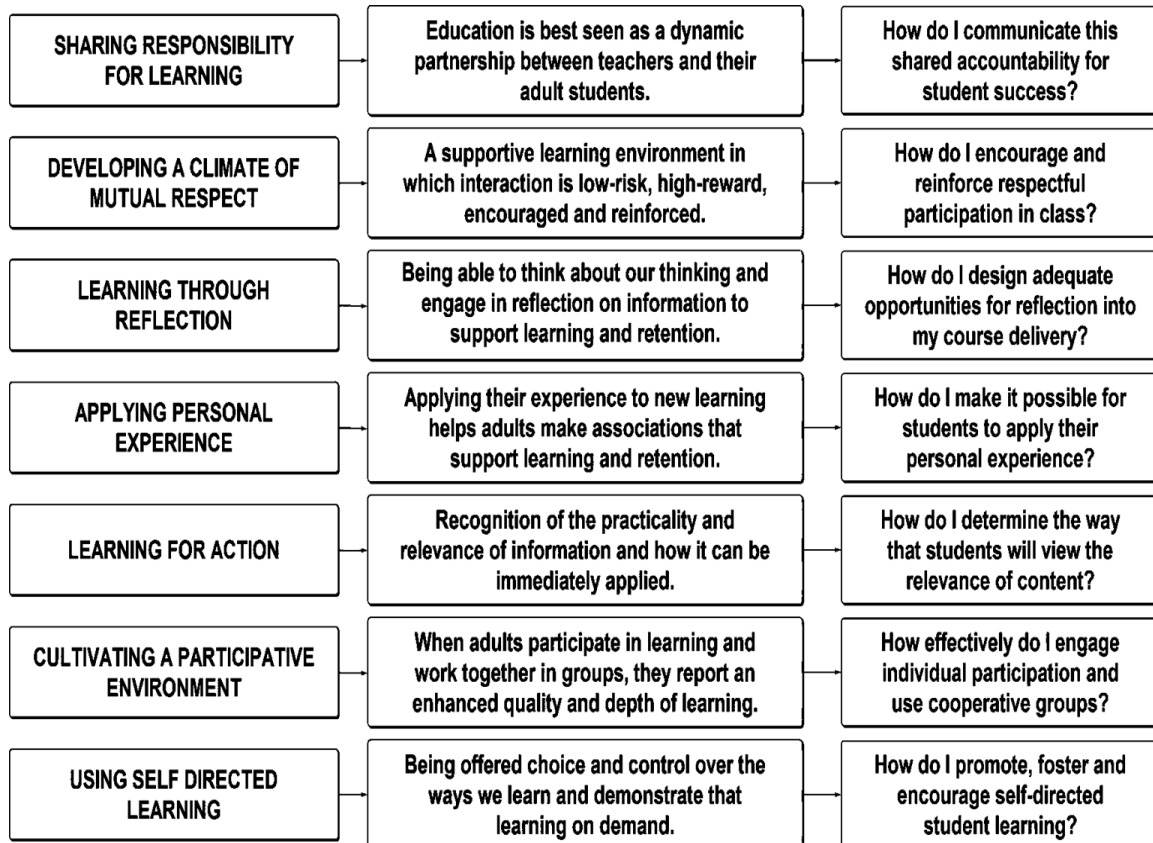 SHARING RESPONSIBILITY
FOR LEARNING
Education is best seen as a dynamic
partnership between teachers and their
adult students.
How do I communicate this
shared accountability for
student success?
DEVELOPING A CLIMATE OF
MUTUAL RESPECT
A supportive learning environment in
which interaction is low-risk, high-reward,
encouraged and reinforced.
How do I encourage and
reinforce respectful
participation in class?
LEARNING THROUGH
REFLECTION
Being able to think about our thinking and
engage in reflection on information to
support learning and retention.
How do I design adequate
opportunities for reflection into
my course delivery?
APPLYING PERSONAL
EXPERIENCE
Applying their experience to new learning
helps adults make associations that
support learning and retention.
How do I make it possible for
students to apply their
personal experience?
LEARNING FOR ACTION
Recognition of the practicality and
relevance of information and how it can be
immediately applied.
How do I determine the way
that students will view the
relevance of content?
CULTIVATING A PARTICIPATIVE
ENVIRONMENT
When adults participate in learning and
work together in groups, they report an
enhanced quality and depth of learning.
How effectively do I engage
individual participation and
use cooperative groups?
USING SELF DIRECTED
LEARNING
Being offered choice and control over the
ways we learn and demonstrate that
learning on demand.
How do I promote, foster and
encourage self-directed
student learning?